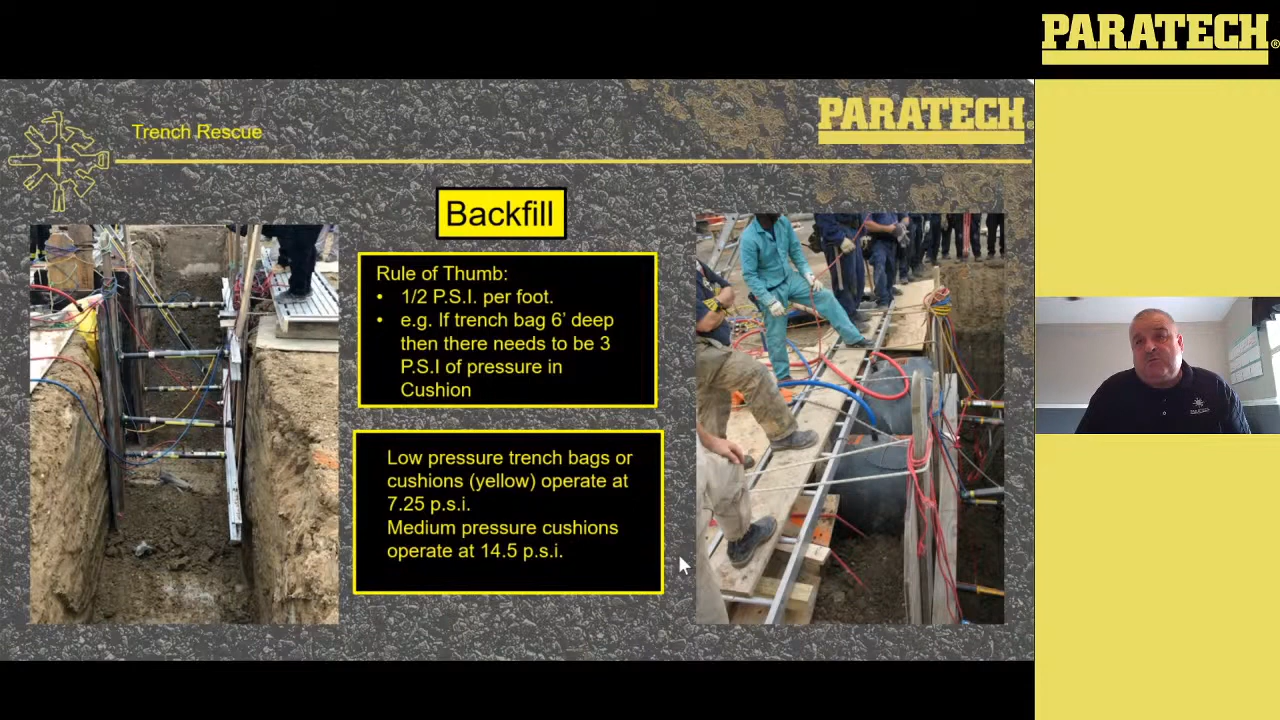 PARATECH®
Trench Rescue
PARATECH®
Backfill
Rule of Thumb:
• 1/2 P.S.I. per foot.
• e.g. If trench bag 6’ deep
then there needs to be 3
P.S.I of pressure in
Cushion
Low pressure trench bags or
cushions (yellow) operate at
7.25 p.s.i.
Medium pressure cushions
operate at 14.5 p.s.i.